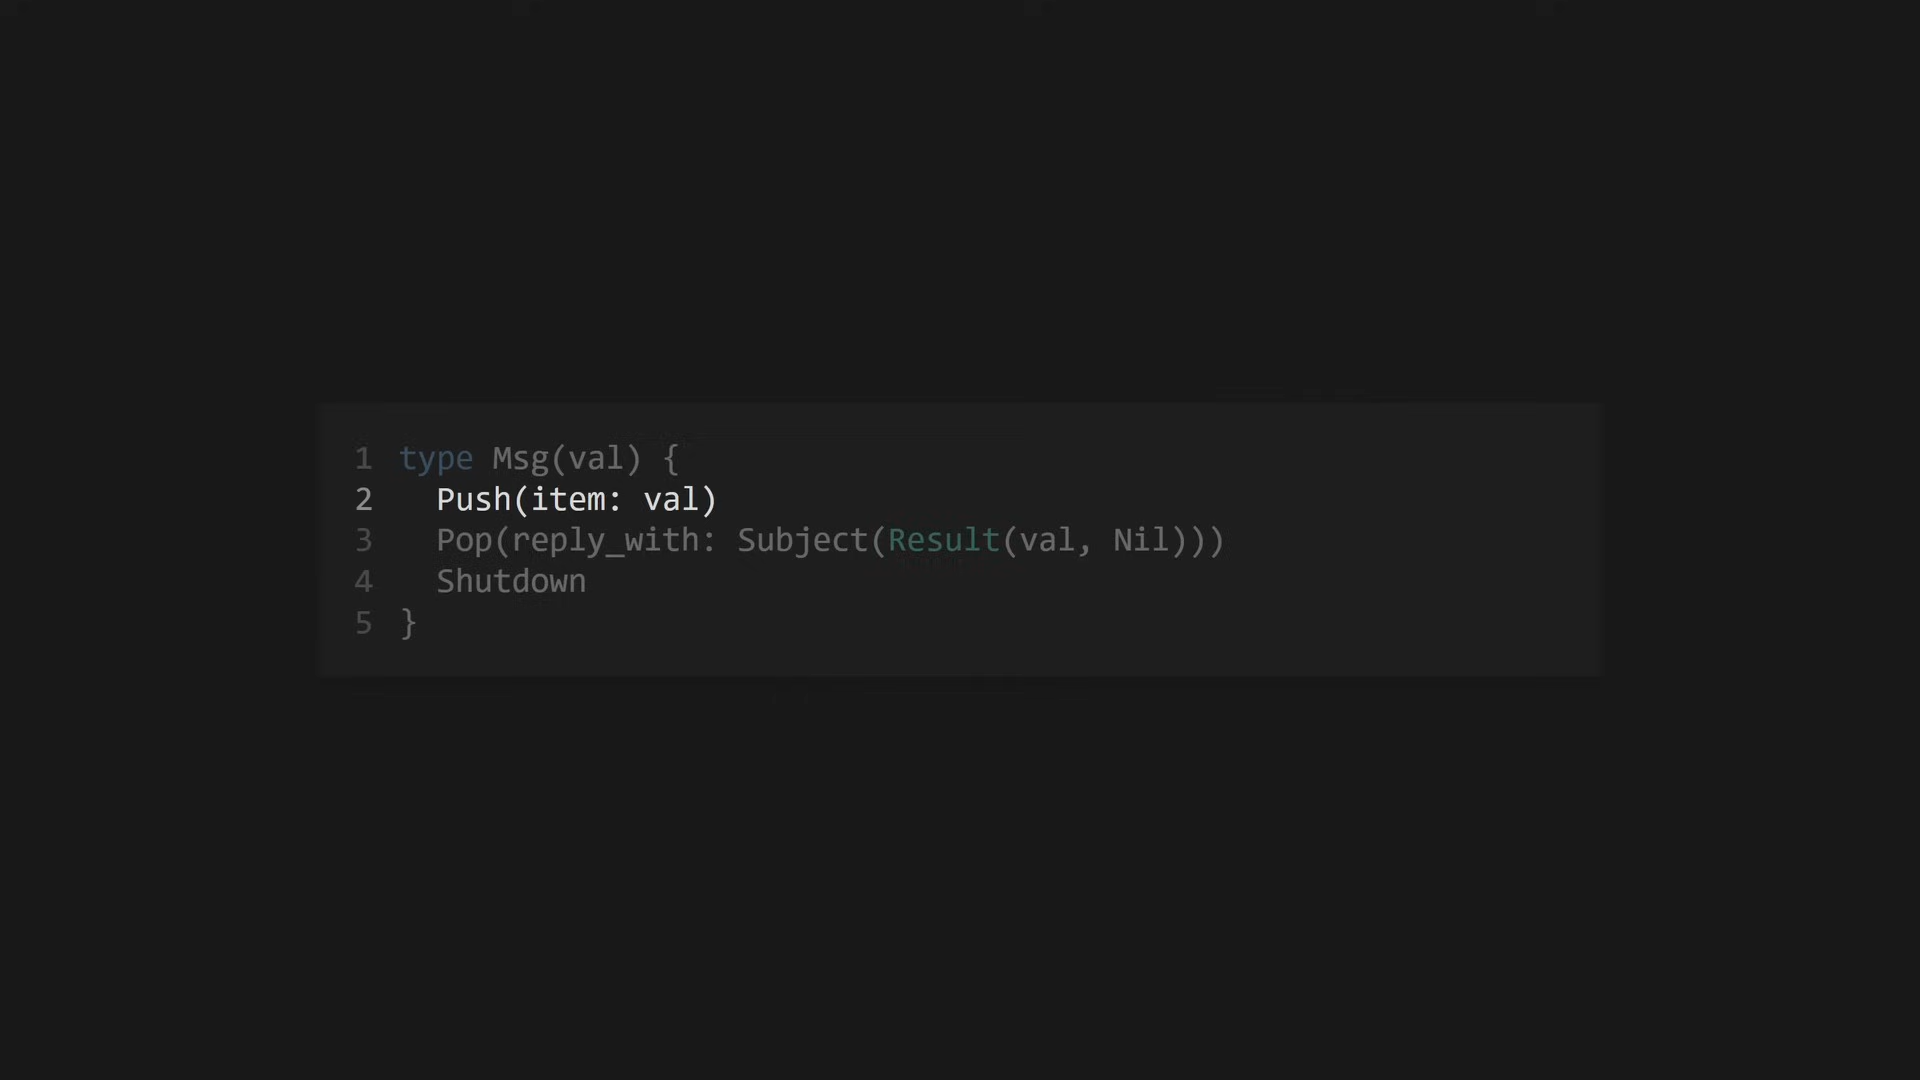 1 type Msg(val) {
2   Push(item: val)
3   Pop(reply_with: Subject(Result(val, Nil)))
4   Shutdown
5 }